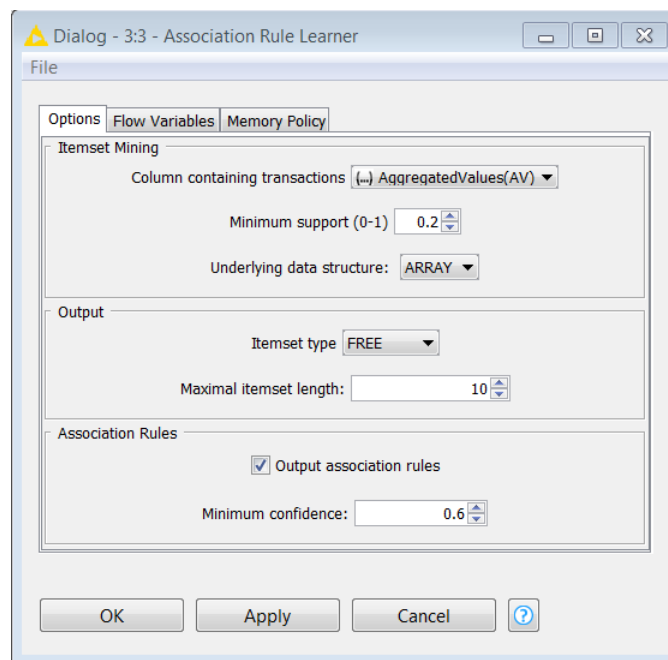 Dialog - 3:3 - Association Rule Learner
File
Options Flow Variables Memory Policy
Itemset Mining
Column containing transactions (...) AggregatedValues(AV)
Minimum support (0-1) 0.2
Underlying data structure: ARRAY
Output
Itemset type FREE
Maximal itemset length: 10
Association Rules
Output association rules
Minimum confidence: 0.6
OK Apply Cancel ?